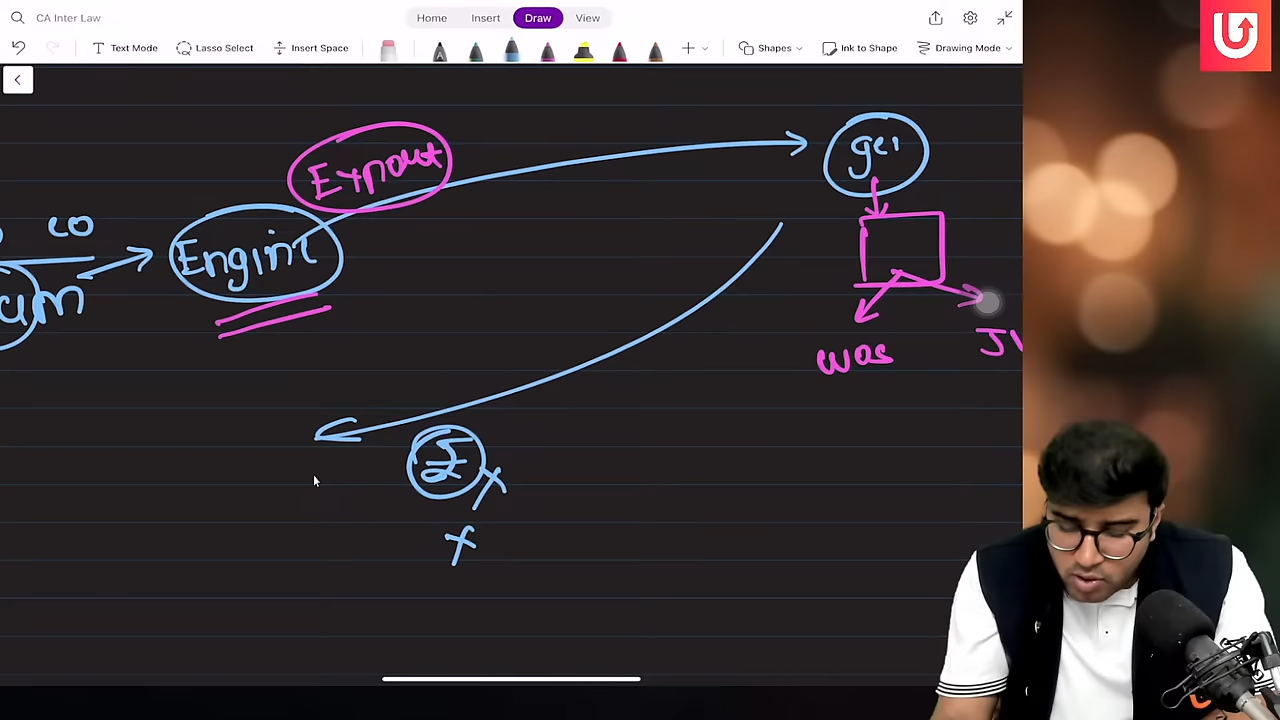 CA Inter Law
Home Insert Draw View
Text Mode Lasso Select Insert Space Shapes Ink to Shape Drawing Mode
A
Export
Engine
co
was